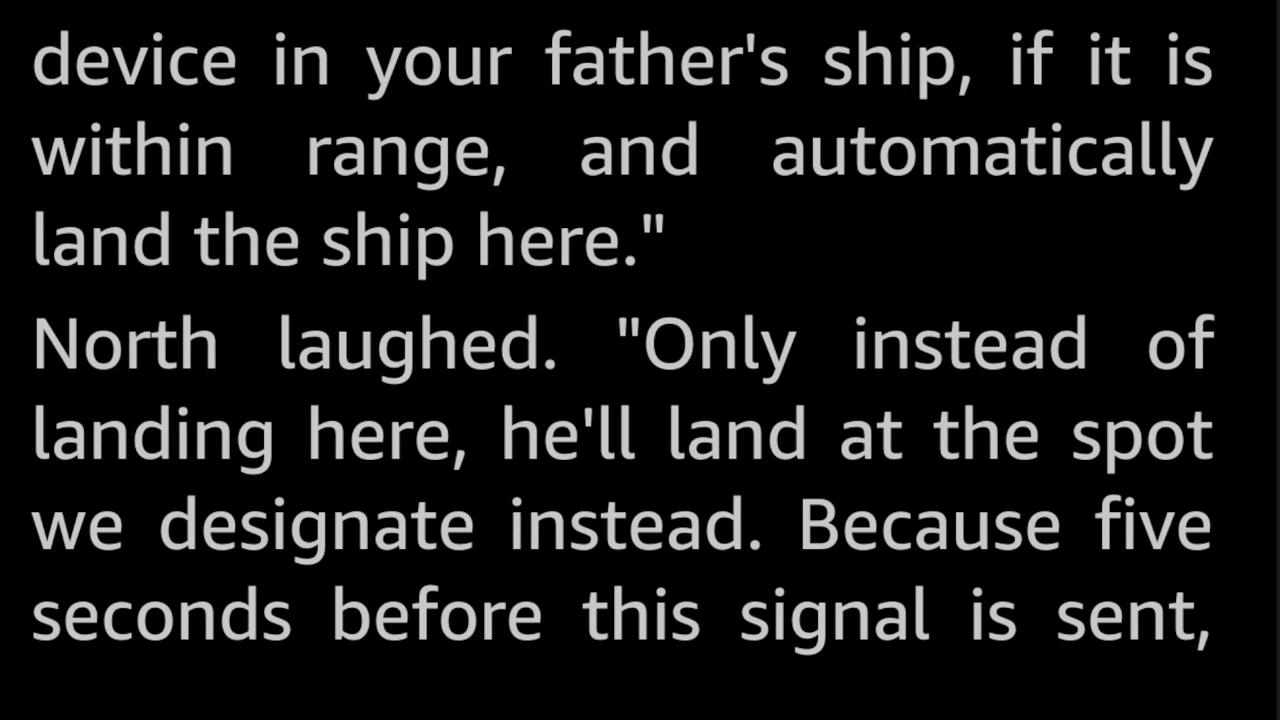 device in your father's ship, if it is
within range, and automatically
land the ship here."
North laughed. "Only instead of
landing here, he'll land at the spot
we designate instead. Because five
seconds before this signal is sent,